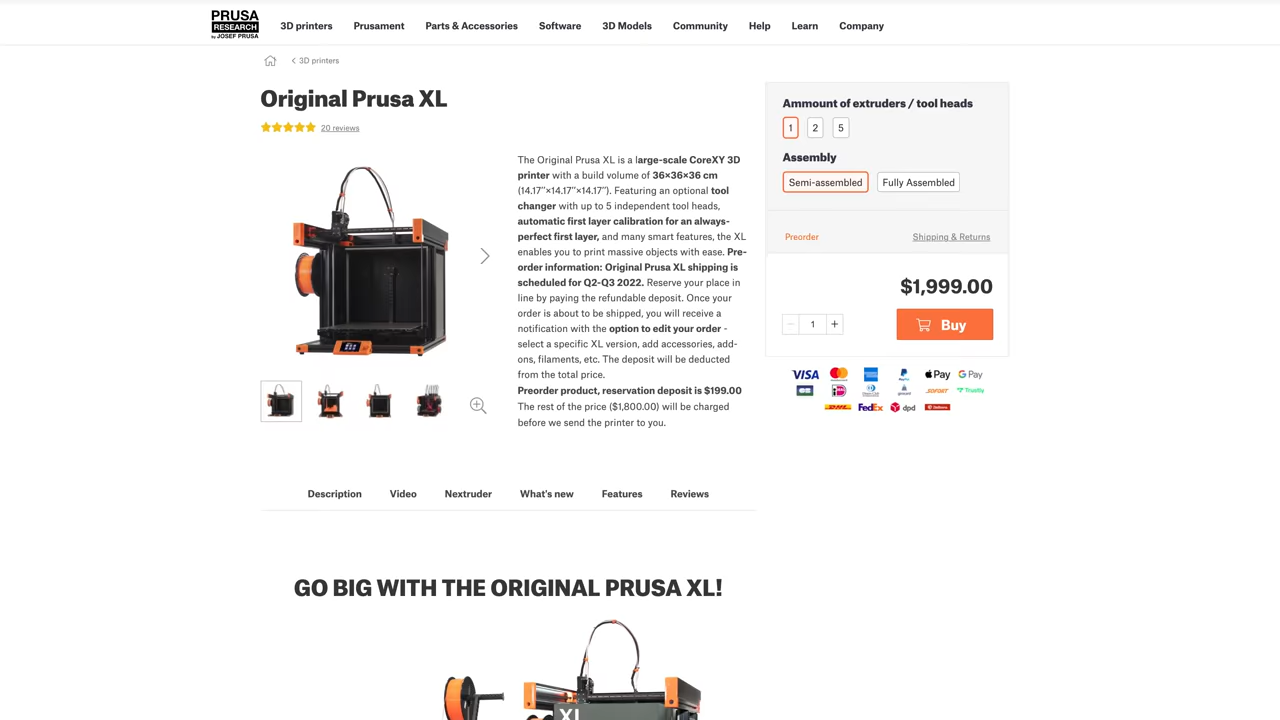 PRUSA
RESEARCH
by JOSEF PRUSA
3D printers
Prusament
Parts & Accessories
Software
3D Models
Community
Help
Learn
Company
3D printers
Original Prusa XL
20 reviews
The Original Prusa XL is a large-scale CoreXY 3D
printer with a build volume of 36×36×36 cm
(14.17″×14.17″×14.17″). Featuring an optional tool
changer with up to 5 independent tool heads,
automatic first layer calibration for an always-
perfect first layer, and many smart features, the XL
enables you to print massive objects with ease. Pre-
order information: Original Prusa XL shipping is
scheduled for Q2-Q3 2022. Reserve your place in
line by paying the refundable deposit. Once your
order is about to be shipped, you will receive a
notification with the option to edit your order -
select a specific XL version, add accessories, add-
ons, filaments, etc. The deposit will be deducted
from the total price.
Preorder product, reservation deposit is $199.00
The rest of the price ($1,800.00) will be charged
before we send the printer to you.
Ammount of extruders / tool heads
1
2
5
Assembly
Semi-assembled
Fully Assembled
Preorder
Shipping & Returns
$1,999.00
1
Buy
VISA
mastercard
PayPal
Apple Pay
G Pay
iDEAL
giropay
SOFORT
Trustly
DHL
FedEx
dpd
Description
Video
Nextruder
What's new
Features
Reviews
GO BIG WITH THE ORIGINAL PRUSA XL!
XL